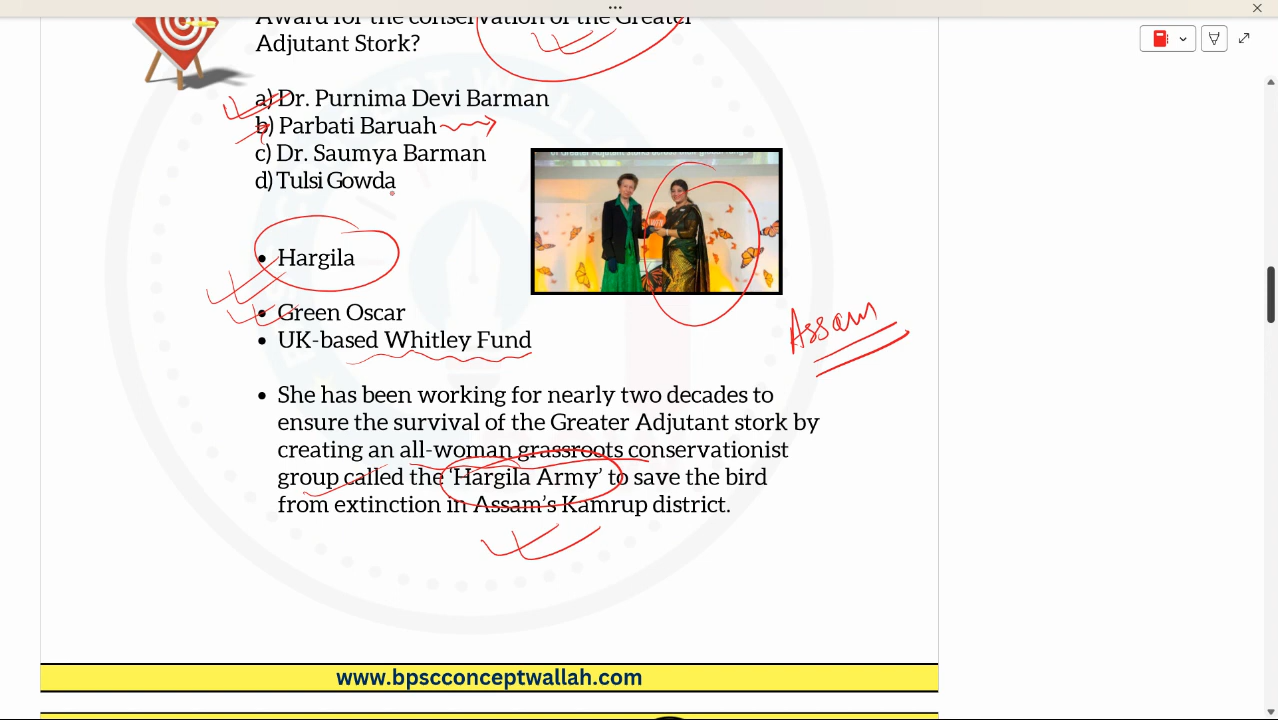 Award for the conservation of the Greater
Adjutant Stork?
a) Dr. Purnima Devi Barman
b) Parbati Baruah
c) Dr. Saumya Barman
d) Tulsi Gowda
• Hargila
• Green Oscar
• UK-based Whitley Fund
Assam
• She has been working for nearly two decades to
ensure the survival of the Greater Adjutant stork by
creating an all-woman grassroots conservationist
group called the ‘Hargila Army’ to save the bird
from extinction in Assam’s Kamrup district.
www.bpscconceptwallah.com